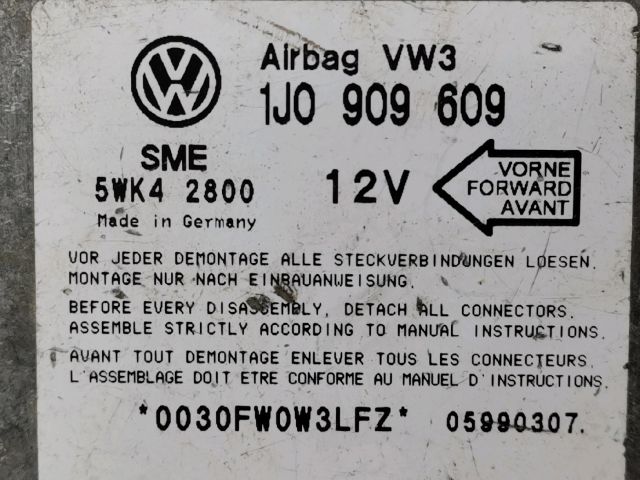 Airbag VW3
1J0 909 609
SME
5WK4 2800
Made in Germany
12V
VORNE
FORWARD
AVANT
VOR JEDER DEMONTAGE ALLE STECKVERBINDUNGEN LOESEN.
MONTAGE NUR NACH EINBAUANWEISUNG.
BEFORE EVERY DISASSEMBLY, DETACH ALL CONNECTORS.
ASSEMBLE STRICTLY ACCORDING TO MANUAL INSTRUCTIONS.
AVANT TOUT DEMONTAGE ENLEVER TOUS LES CONNECTEURS.
L'ASSEMBLAGE DOIT ETRE CONFORME AU MANUEL D'INSTRUCTIONS.
*0030FW0W3LFZ* 05990307.